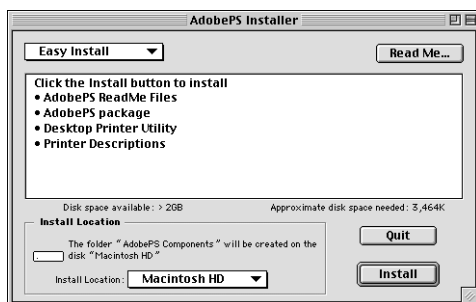 AdobePS Installer
Easy Install
Read Me...
Click the Install button to install
• AdobePS ReadMe Files
• AdobePS package
• Desktop Printer Utility
• Printer Descriptions
Disk space available: > 2GB Approximate disk space needed: 3,464K
Install Location
The folder "AdobePS Components" will be created on the
disk "Macintosh HD"
Install Location: Macintosh HD
Quit
Install